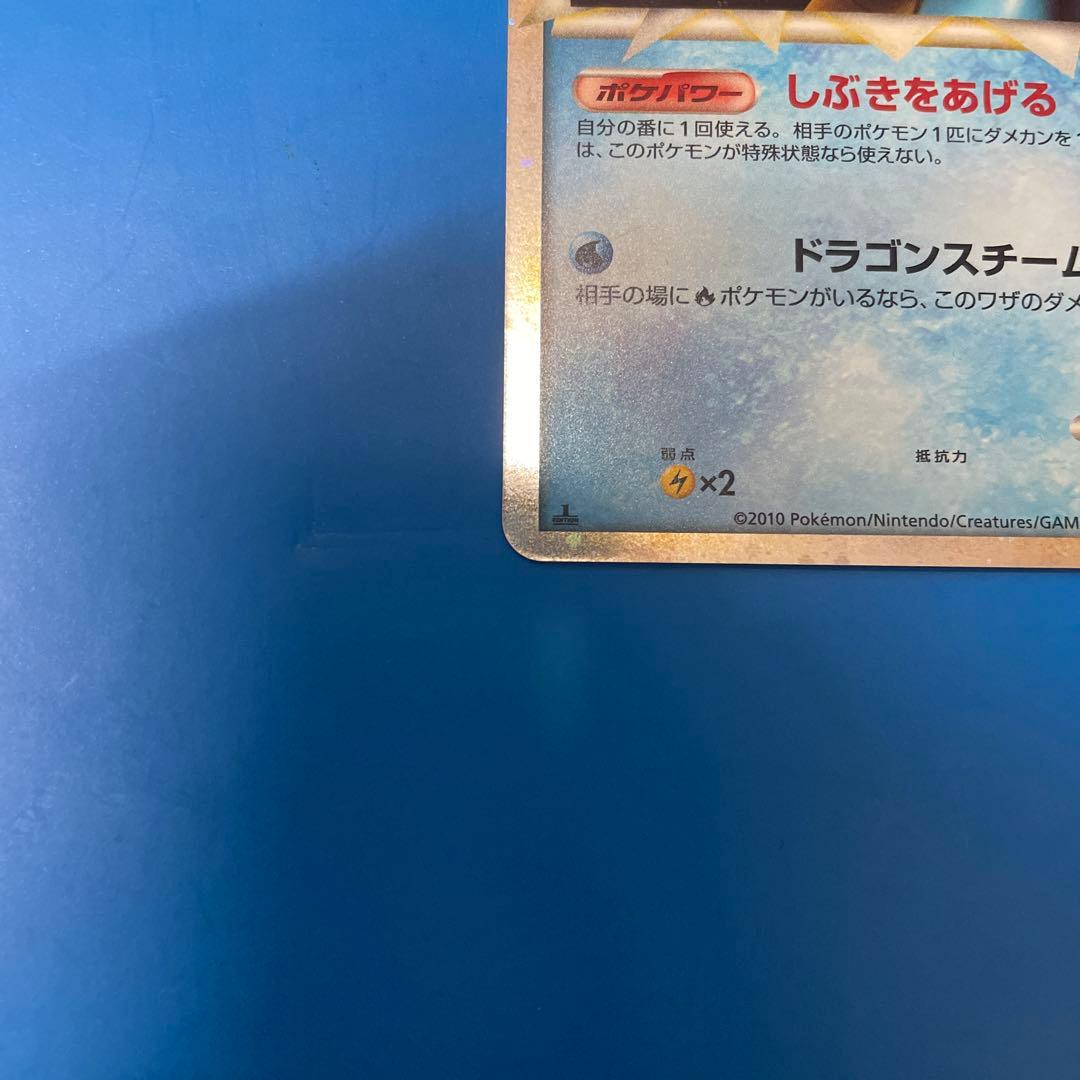 ポケパワー しぶきをあげる
自分の番に1回使える。相手のポケモン1匹にダメカンを
は、このポケモンが特殊状態なら使えない。
ドラゴンスチーム
相手の場に ポケモンがいるなら、このワザのダメ
弱点 抵抗力
×2
1 EDITION
©2010 Pokémon/Nintendo/Creatures/GAM